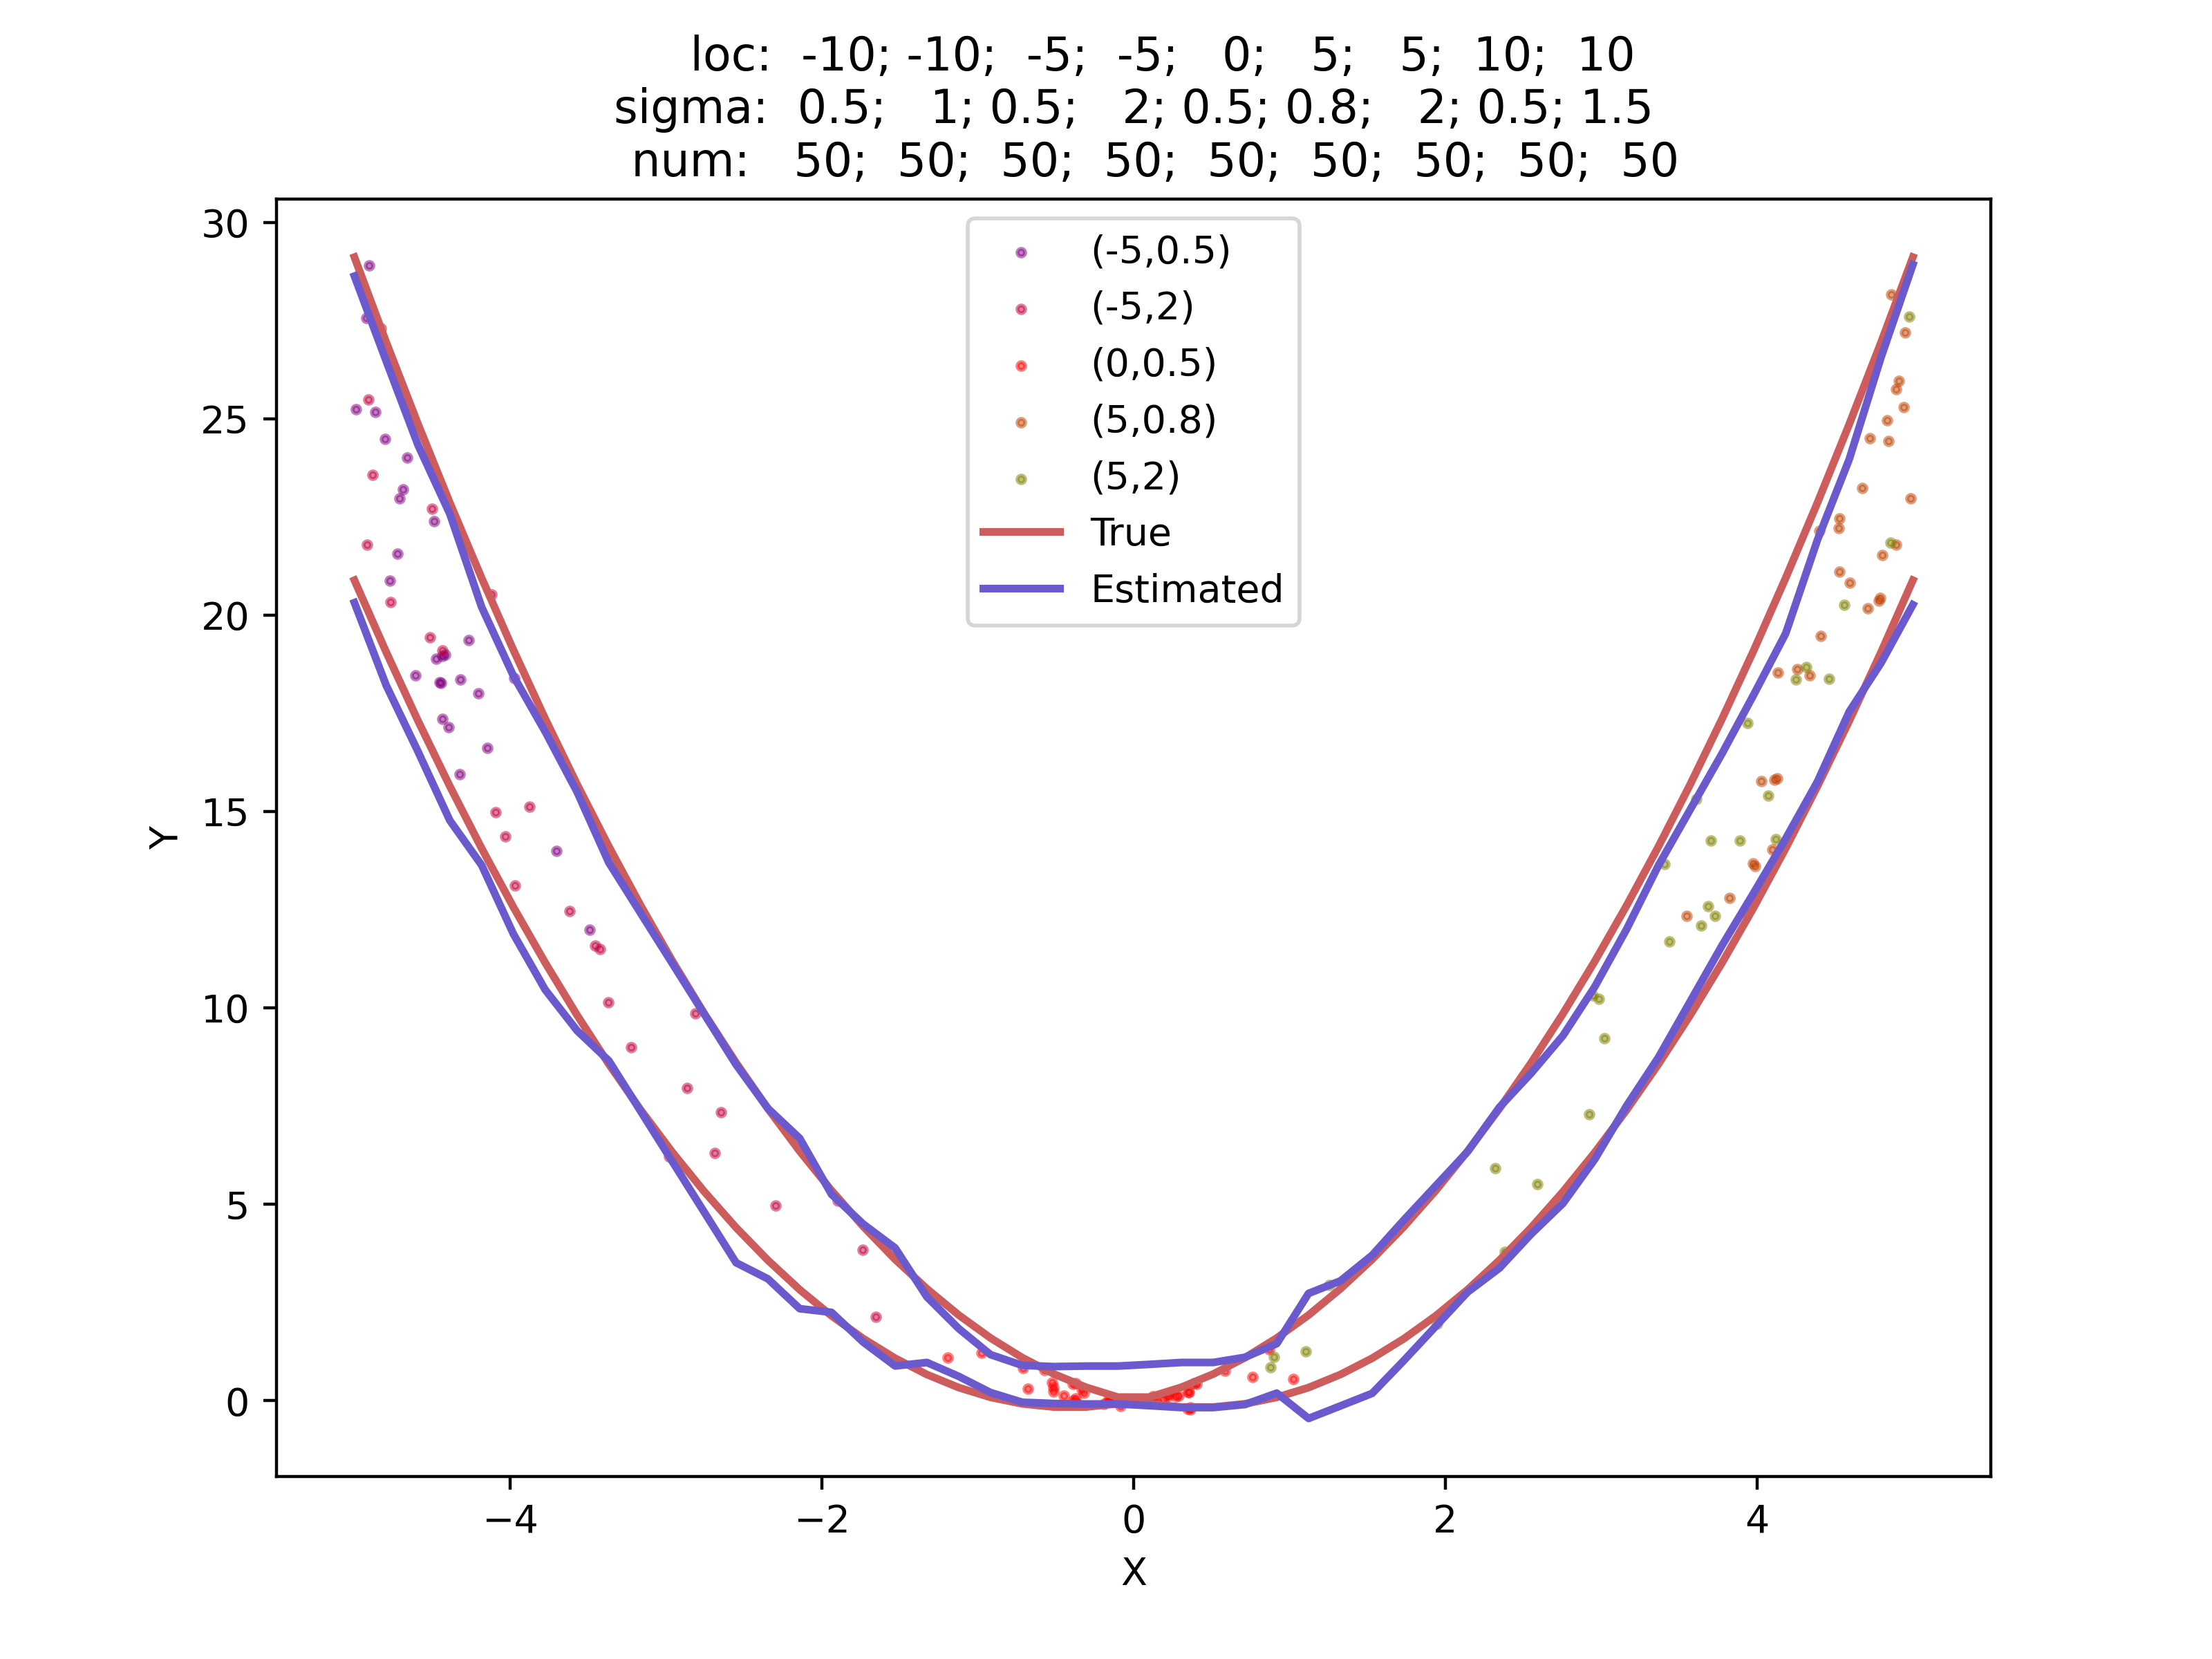 loc: -10; -10; -5; -5; 0; 5; 5; 10; 10
sigma: 0.5; 1; 0.5; 2; 0.5; 0.8; 2; 0.5; 1.5
num: 50; 50; 50; 50; 50; 50; 50; 50; 50
(-5,0.5)
(-5,2)
(0,0.5)
(5,0.8)
(5,2)
True
Estimated
30
25
20
15
10
5
0
Y
−4 −2 0 2 4
X